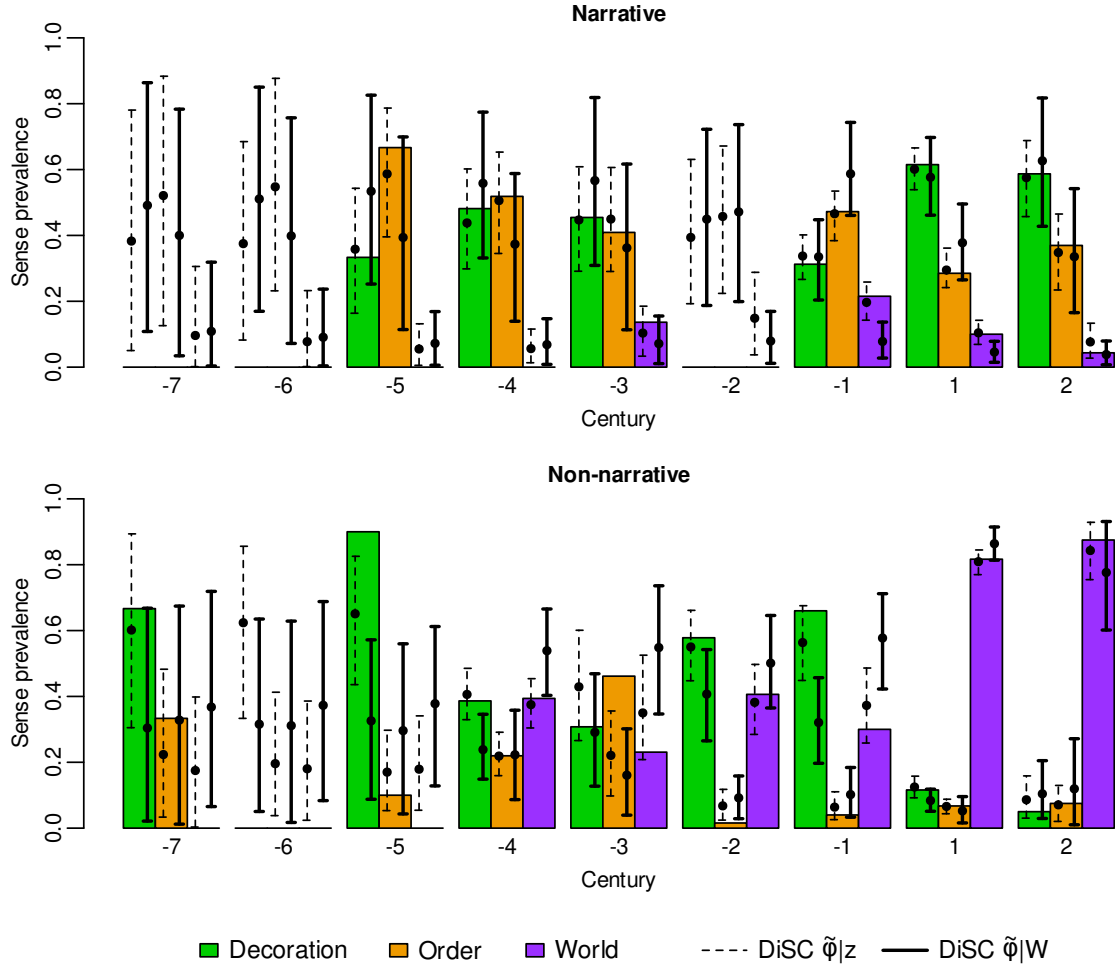 Narrative
Sense prevalence
1.0
0.8
0.6
0.4
0.2
0.0
-7 -6 -5 -4 -3 -2 -1 1 2
Century
Non-narrative
Sense prevalence
1.0
0.8
0.6
0.4
0.2
0.0
-7 -6 -5 -4 -3 -2 -1 1 2
Century
Decoration Order World DiSC φ̃|z DiSC φ̃|W